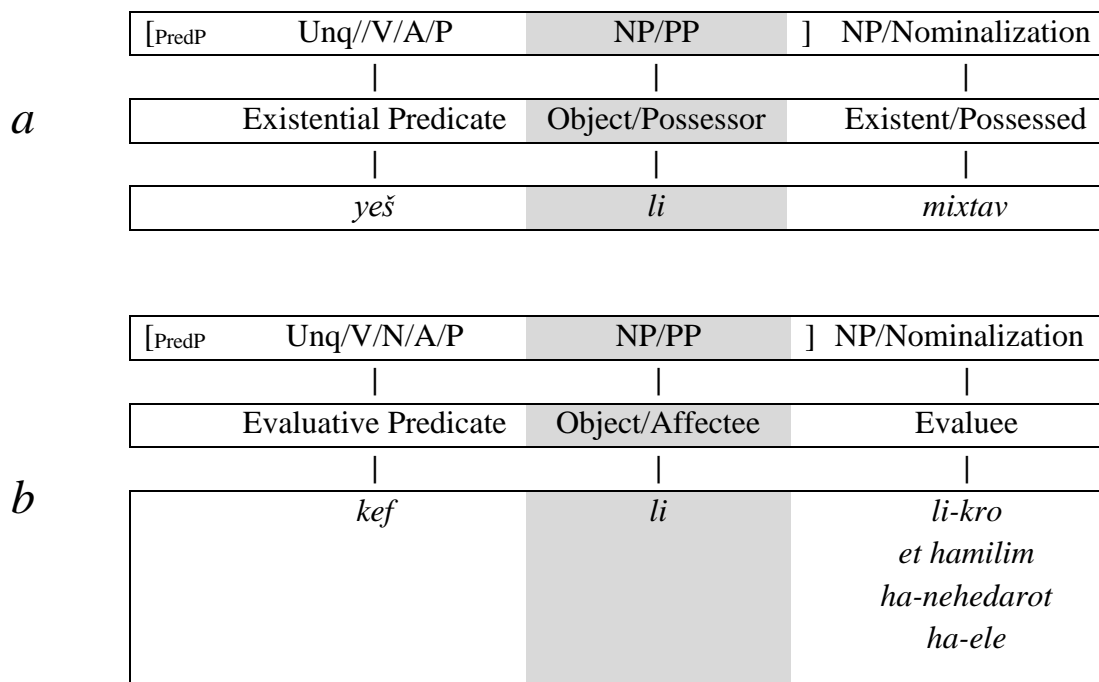 [PredP Unq//V/A/P NP/PP ] NP/Nominalization
| | |
a
Existential Predicate Object/Possessor Existent/Possessed
| | |
yeš li mixtav
[PredP Unq/V/N/A/P NP/PP ] NP/Nominalization
| | |
Evaluative Predicate Object/Affectee Evaluee
| | |
b
kef li li-kro
et hamilim
ha-nehedarot
ha-ele